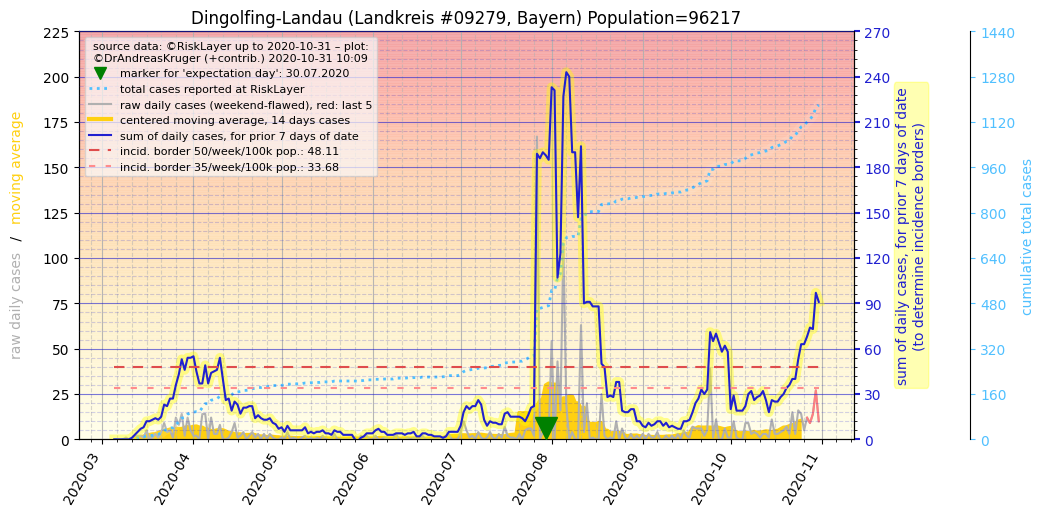 Dingolfing-Landau (Landkreis #09279, Bayern) Population=96217
source data: ©RiskLayer up to 2020-10-31 – plot:
©DrAndreasKruger (+contrib.) 2020-10-31 10:09
marker for 'expectation day': 30.07.2020
total cases reported at RiskLayer
raw daily cases (weekend-flawed), red: last 5
centered moving average, 14 days cases
sum of daily cases, for prior 7 days of date
incid. border 50/week/100k pop.: 48.11
incid. border 35/week/100k pop.: 33.68
raw daily cases / moving average
225
200
175
150
125
100
75
50
25
0
2020-03
2020-04
2020-05
2020-06
2020-07
2020-08
2020-09
2020-10
2020-11
270
240
210
180
150
120
90
60
30
0
sum of daily cases, for prior 7 days of date
(to determine incidence borders)
1440
1280
1120
960
800
640
480
320
160
0
cumulative total cases